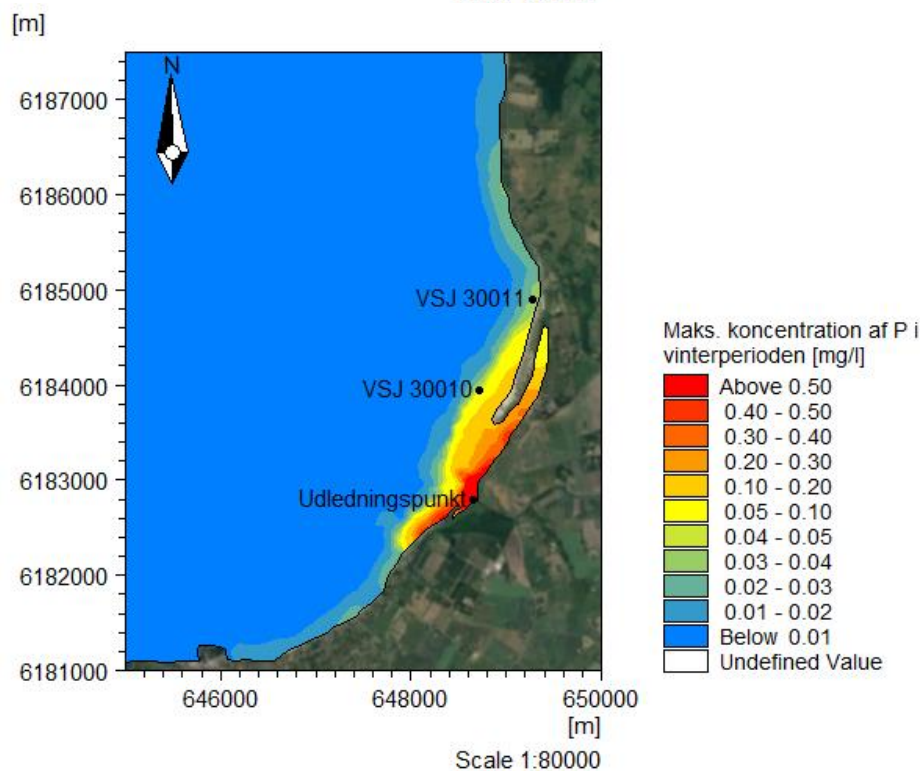 [m]
N
6187000
6186000
6185000
6184000
6183000
6182000
6181000
VSJ 30011
VSJ 30010
Udledningspunkt
646000
648000
650000
[m]
Scale 1:80000
Maks. koncentration af P i
vinterperioden [mg/l]
Above 0.50
0.40 - 0.50
0.30 - 0.40
0.20 - 0.30
0.10 - 0.20
0.05 - 0.10
0.04 - 0.05
0.03 - 0.04
0.02 - 0.03
0.01 - 0.02
Below 0.01
Undefined Value